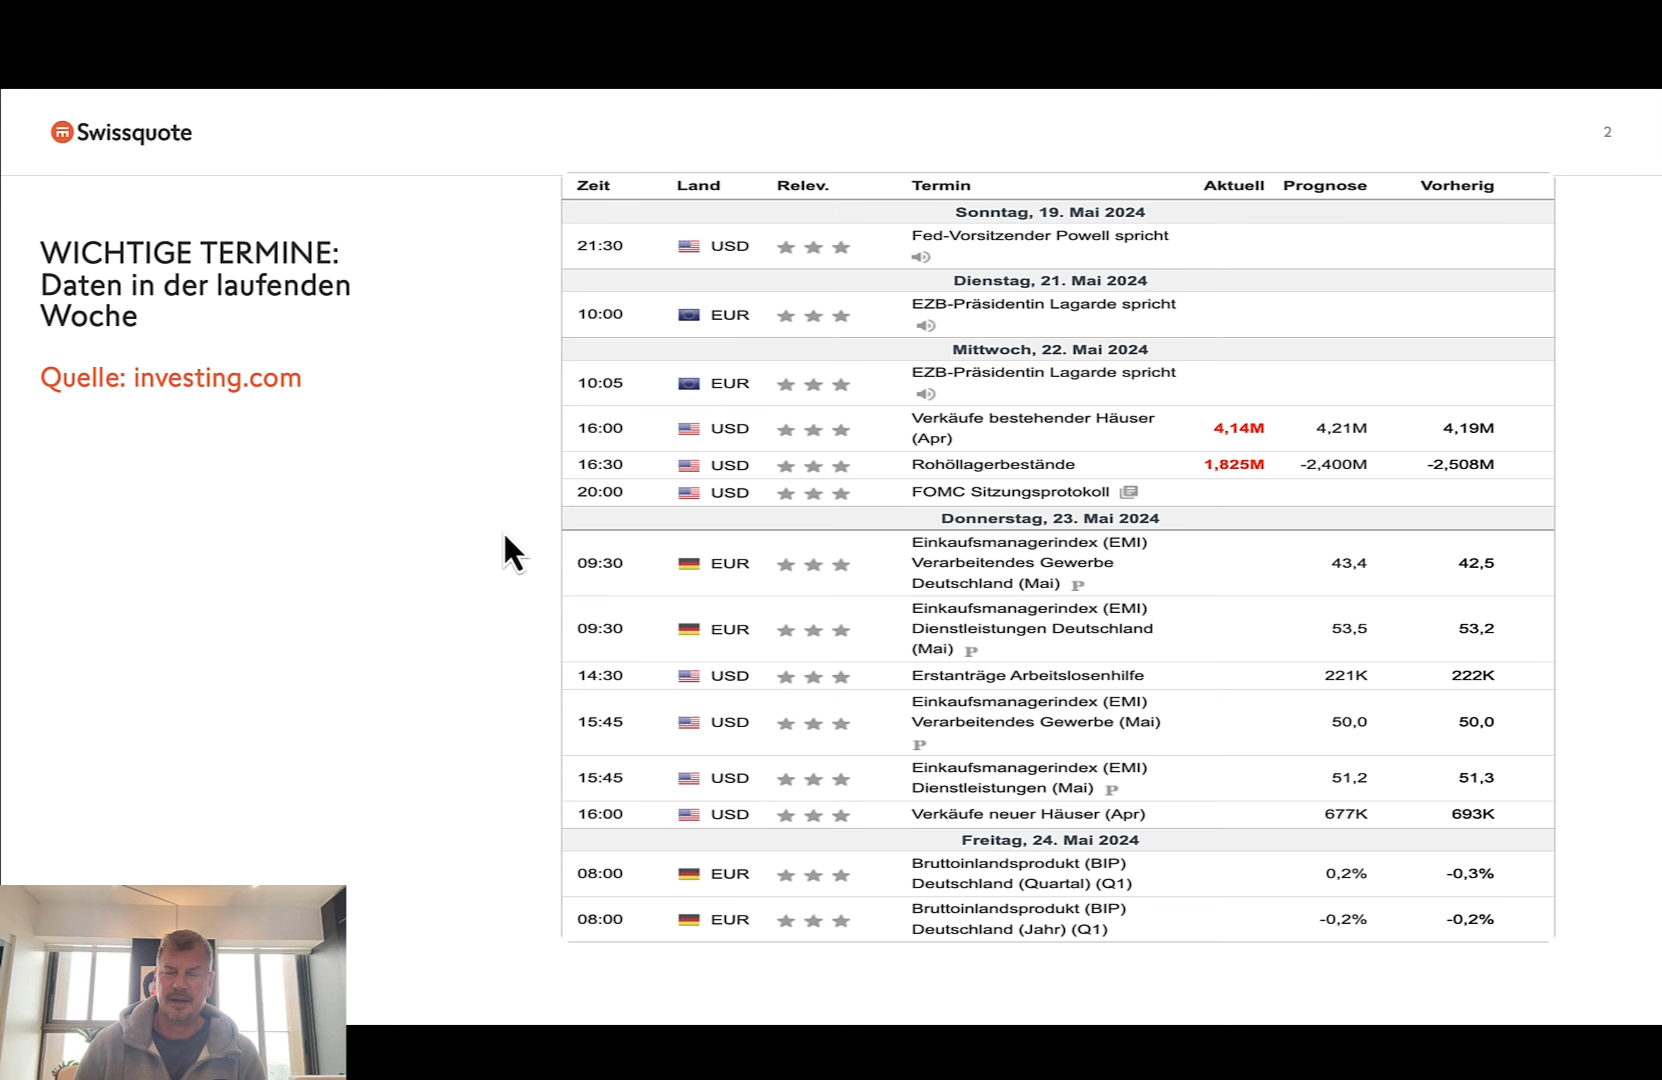 Swissquote
2
WICHTIGE TERMINE:
Daten in der laufenden
Woche
Quelle: investing.com
Zeit Land Relev. Termin Aktuell Prognose Vorherig
Sonntag, 19. Mai 2024
21:30 USD Fed-Vorsitzender Powell spricht
Dienstag, 21. Mai 2024
10:00 EUR EZB-Präsidentin Lagarde spricht
Mittwoch, 22. Mai 2024
10:05 EUR EZB-Präsidentin Lagarde spricht
16:00 USD Verkäufe bestehender Häuser
(Apr) 4,14M 4,21M 4,19M
16:30 USD Rohöllagerbestände 1,825M -2,400M -2,508M
20:00 USD FOMC Sitzungsprotokoll
Donnerstag, 23. Mai 2024
09:30 EUR Einkaufsmanagerindex (EMI)
Verarbeitendes Gewerbe
Deutschland (Mai) P 43,4 42,5
09:30 EUR Einkaufsmanagerindex (EMI)
Dienstleistungen Deutschland
(Mai) P 53,5 53,2
14:30 USD Erstanträge Arbeitslosenhilfe 221K 222K
15:45 USD Einkaufsmanagerindex (EMI)
Verarbeitendes Gewerbe (Mai)
P 50,0 50,0
15:45 USD Einkaufsmanagerindex (EMI)
Dienstleistungen (Mai) P 51,2 51,3
16:00 USD Verkäufe neuer Häuser (Apr) 677K 693K
Freitag, 24. Mai 2024
08:00 EUR Bruttoinlandsprodukt (BIP)
Deutschland (Quartal) (Q1) 0,2% -0,3%
08:00 EUR Bruttoinlandsprodukt (BIP)
Deutschland (Jahr) (Q1) -0,2% -0,2%